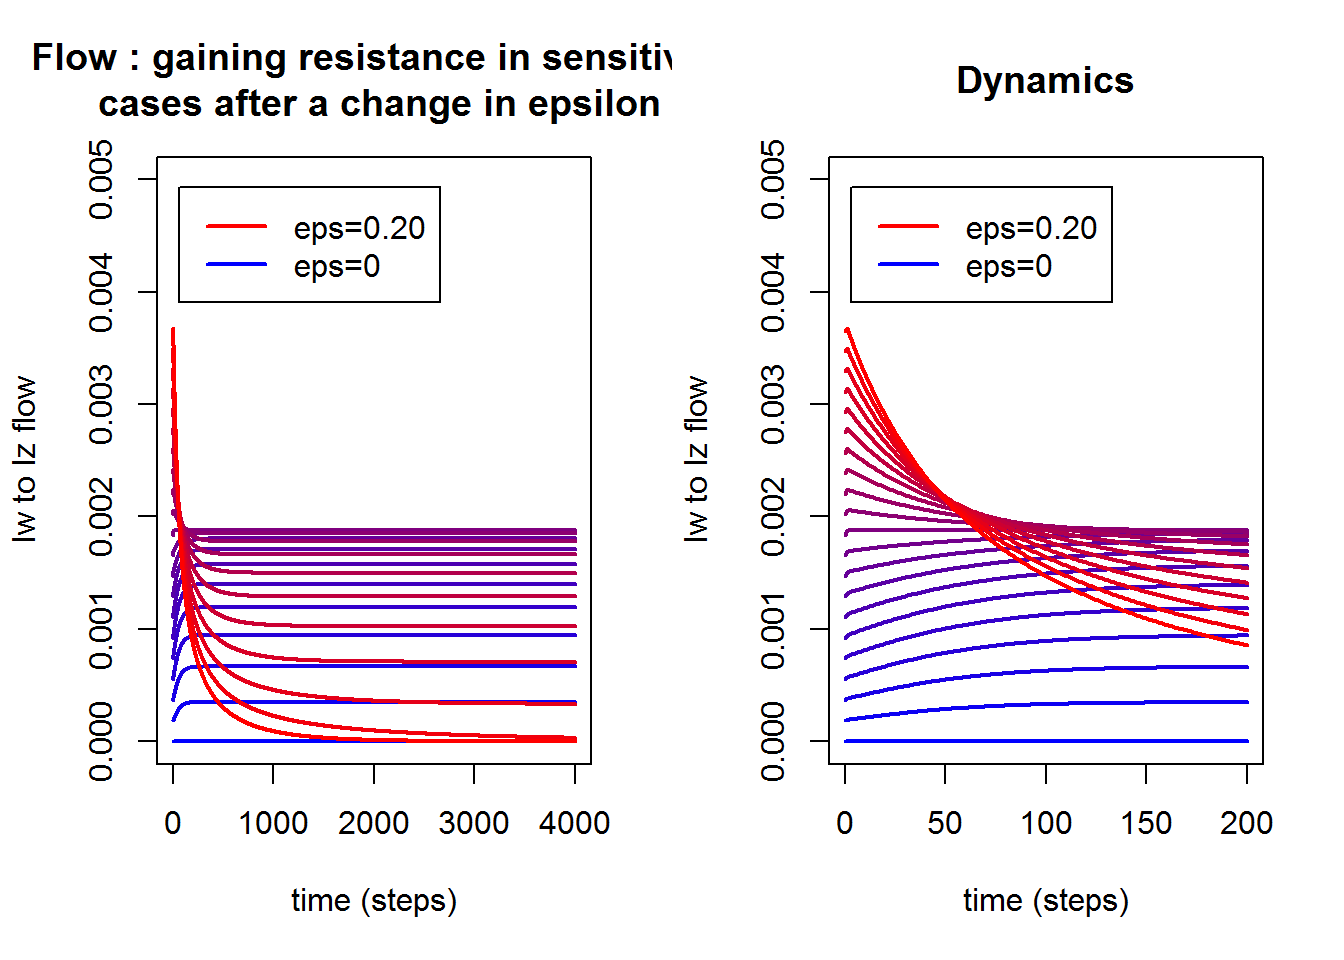 Flow : gaining resistance in sensitiv
cases after a change in epsilon
Iw to Iz flow
0.005
0.004
0.003
0.002
0.001
0.000
eps=0.20
eps=0
0 1000 2000 3000 4000
time (steps)
Dynamics
Iw to Iz flow
0.005
0.004
0.003
0.002
0.001
0.000
eps=0.20
eps=0
0 50 100 150 200
time (steps)